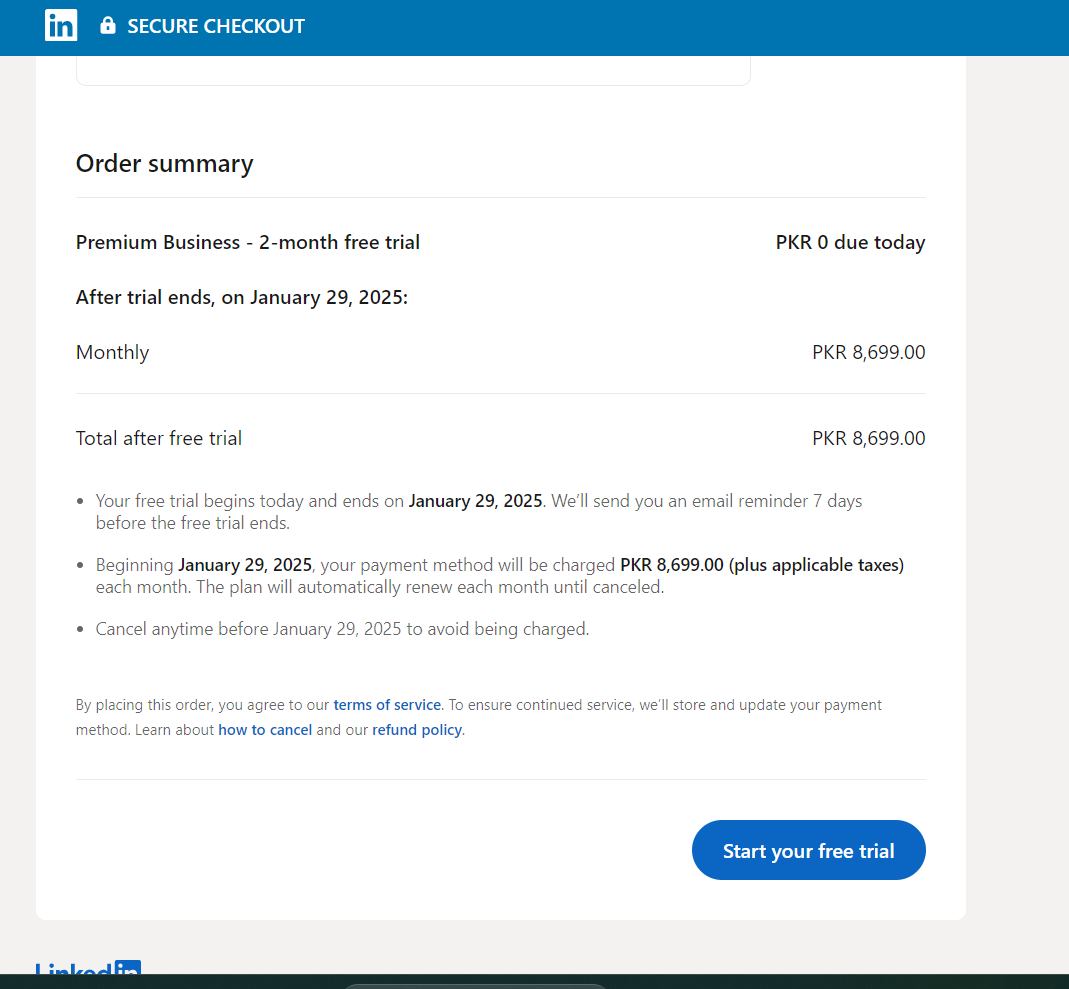 in SECURE CHECKOUT
Order summary
Premium Business - 2-month free trial PKR 0 due today
After trial ends, on January 29, 2025:
Monthly PKR 8,699.00
Total after free trial PKR 8,699.00
• Your free trial begins today and ends on January 29, 2025. We’ll send you an email reminder 7 days
before the free trial ends.
• Beginning January 29, 2025, your payment method will be charged PKR 8,699.00 (plus applicable taxes)
each month. The plan will automatically renew each month until canceled.
• Cancel anytime before January 29, 2025 to avoid being charged.
By placing this order, you agree to our terms of service. To ensure continued service, we’ll store and update your payment
method. Learn about how to cancel and our refund policy.
Start your free trial
Linkedin